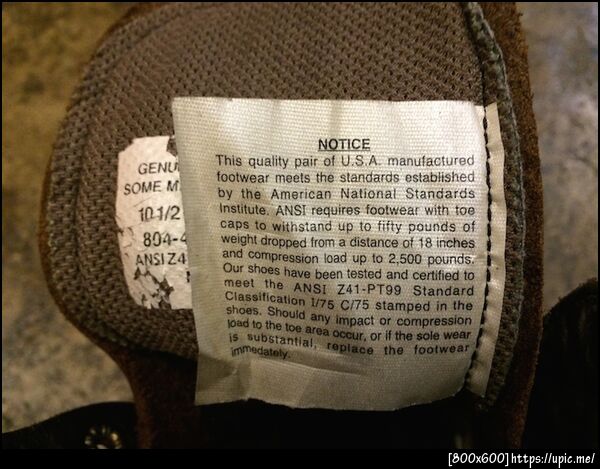 NOTICE
This quality pair of U.S.A. manufactured
footwear meets the standards established
by the American National Standards
Institute. ANSI requires footwear with toe
caps to withstand up to fifty pounds of
weight dropped from a distance of 18 inches
and compression load up to 2,500 pounds.
Our shoes have been tested and certified to
meet the ANSI Z41-PT99 Standard
Classification I/75 C/75 stamped in the
shoes. Should any impact or compression
load to the toe area occur, or if the sole wear
is substantial, replace the footwear
immedately.
GENU
SOME M
10 1/2
804-4
ANSI Z4
[800x600] https://upic.me/